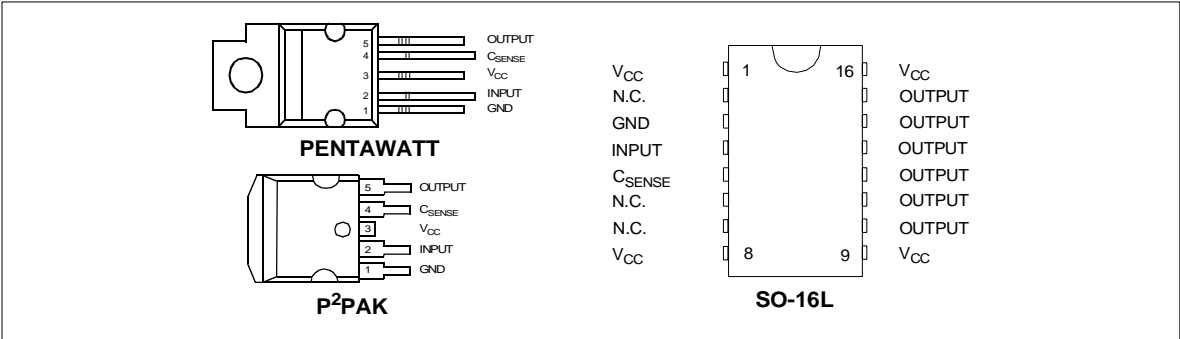 5 OUTPUT
4 CSENSE
3 VCC
2 INPUT
1 GND
PENTAWATT
5 OUTPUT
4 CSENSE
3 VCC
2 INPUT
1 GND
P2PAK
VCC 1 16 VCC
N.C. OUTPUT
GND OUTPUT
INPUT OUTPUT
CSENSE OUTPUT
N.C. OUTPUT
N.C. OUTPUT
VCC 8 9 VCC
SO-16L